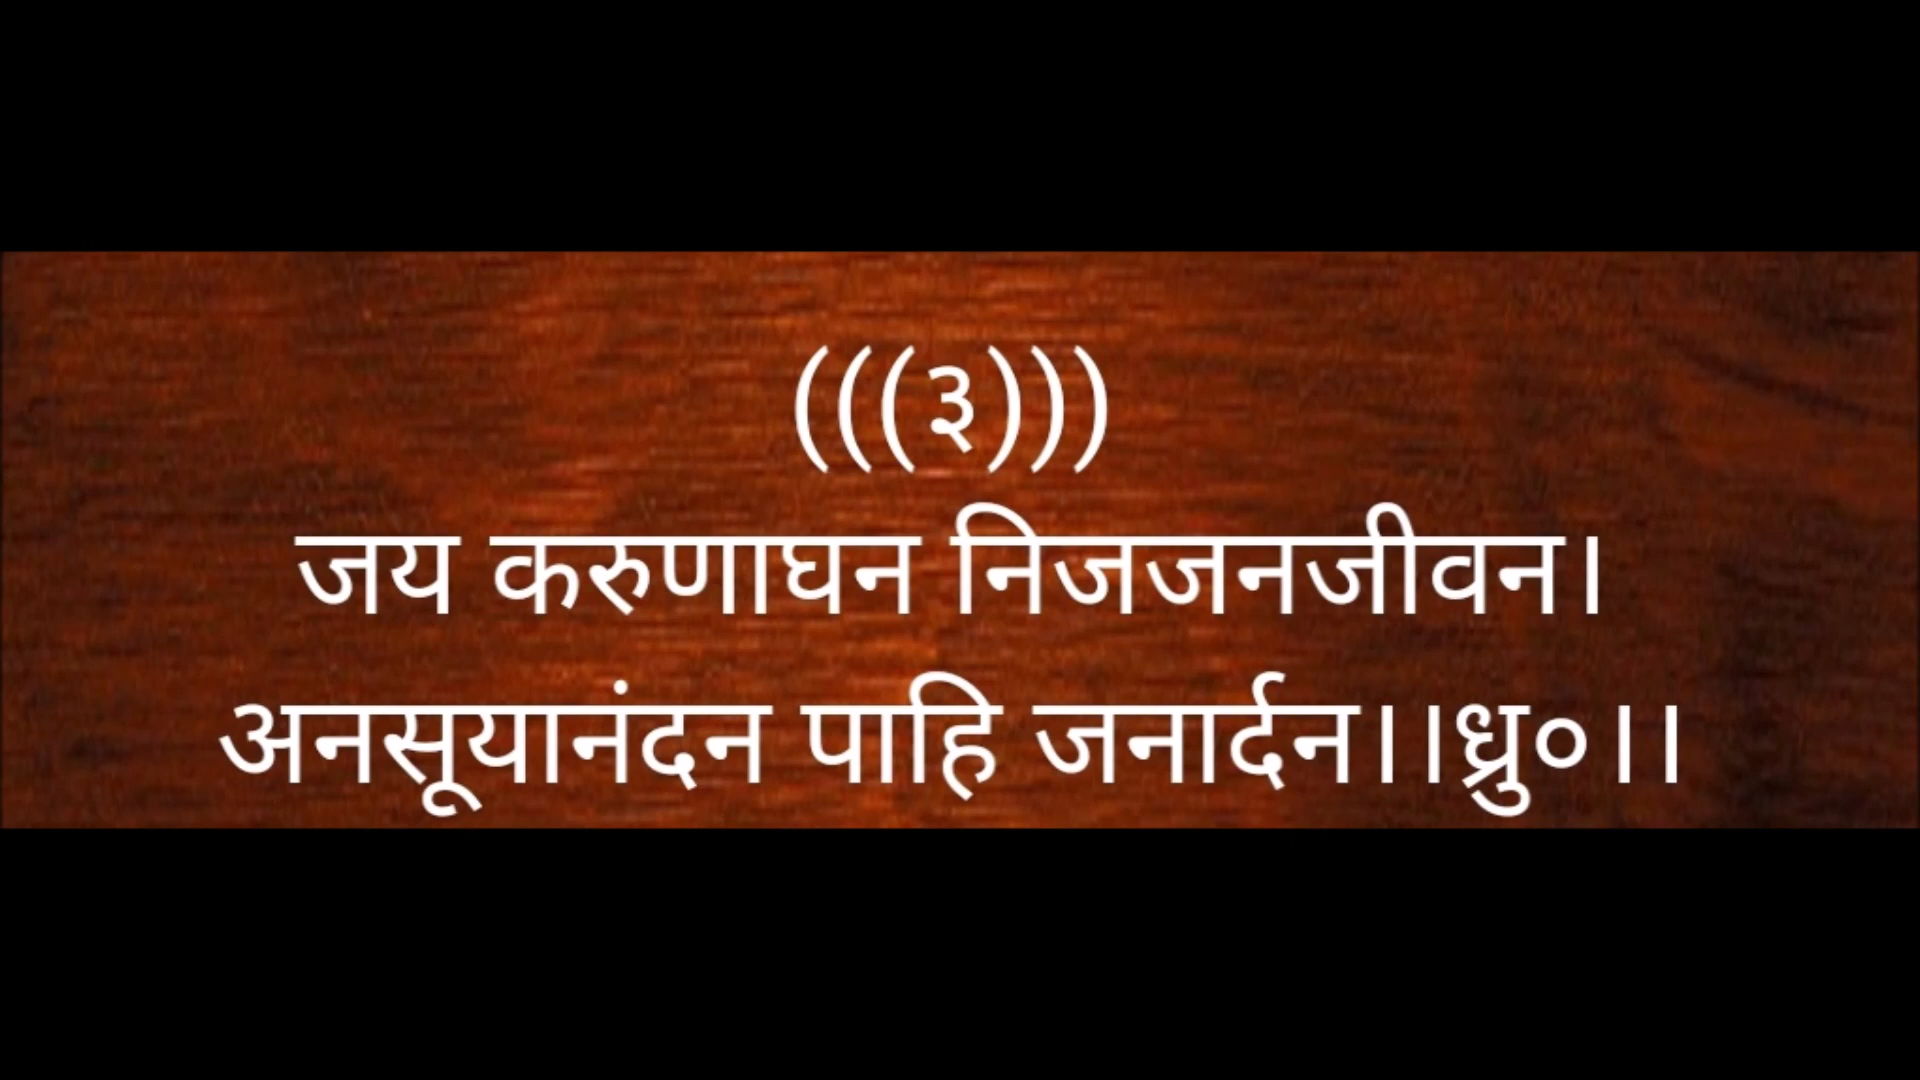 (((३)))
जय करुणाघन निजजनजीवन।
अनसूयानंदन पाहि जनार्दन।।ध्रु०।।